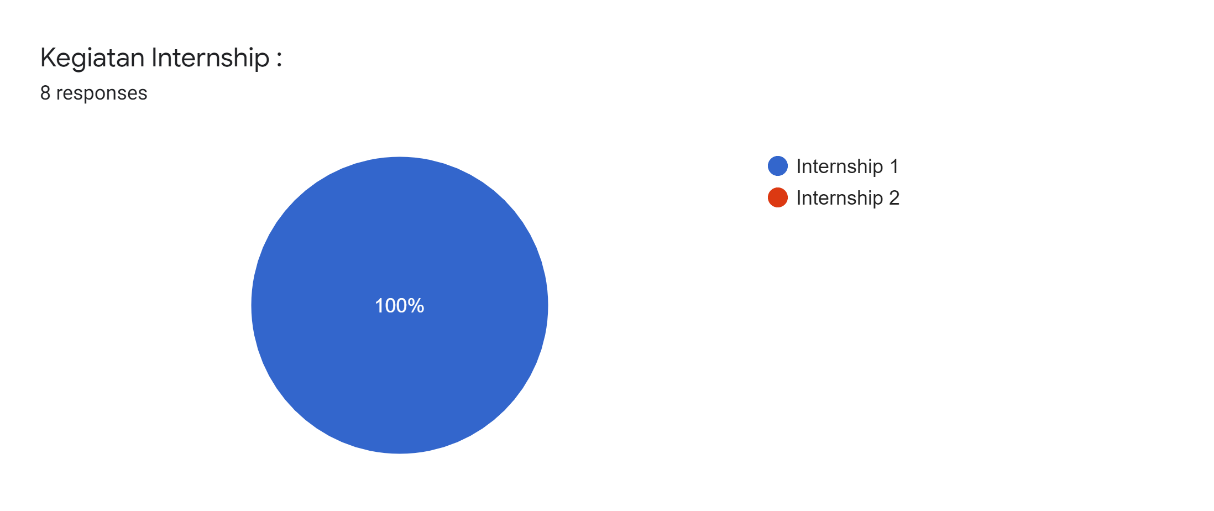 Kegiatan Internship :
8 responses
100%
Internship 1
Internship 2